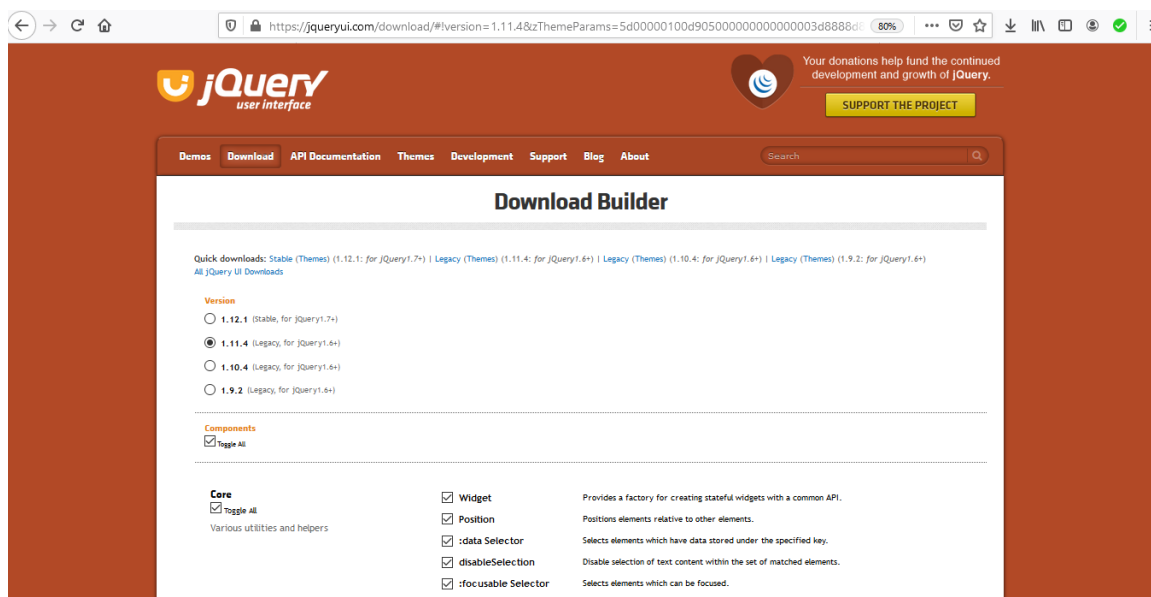 https://jqueryui.com/download/#!version=1.11.4&zThemeParams=5d00000100d905000000000000003d8888d 80%
jQuery
user interface
Your donations help fund the continued
development and growth of jQuery.
SUPPORT THE PROJECT
Demos Download API Documentation Themes Development Support Blog About Search
Download Builder
Quick downloads: Stable (Themes) (1.12.1: for jQuery1.7+) | Legacy (Themes) (1.11.4: for jQuery1.6+) | Legacy (Themes) (1.10.4: for jQuery1.6+) | Legacy (Themes) (1.9.2: for jQuery1.6+)
All jQuery UI Downloads
Version
1.12.1 (Stable, for jQuery1.7+)
1.11.4 (Legacy, for jQuery1.6+)
1.10.4 (Legacy, for jQuery1.6+)
1.9.2 (Legacy, for jQuery1.6+)
Components
Toggle All
Core
Toggle All
Various utilities and helpers
Widget Provides a factory for creating stateful widgets with a common API.
Position Positions elements relative to other elements.
:data Selector Selects elements which have data stored under the specified key.
disableSelection Disable selection of text content within the set of matched elements.
:focusable Selector Selects elements which can be focused.